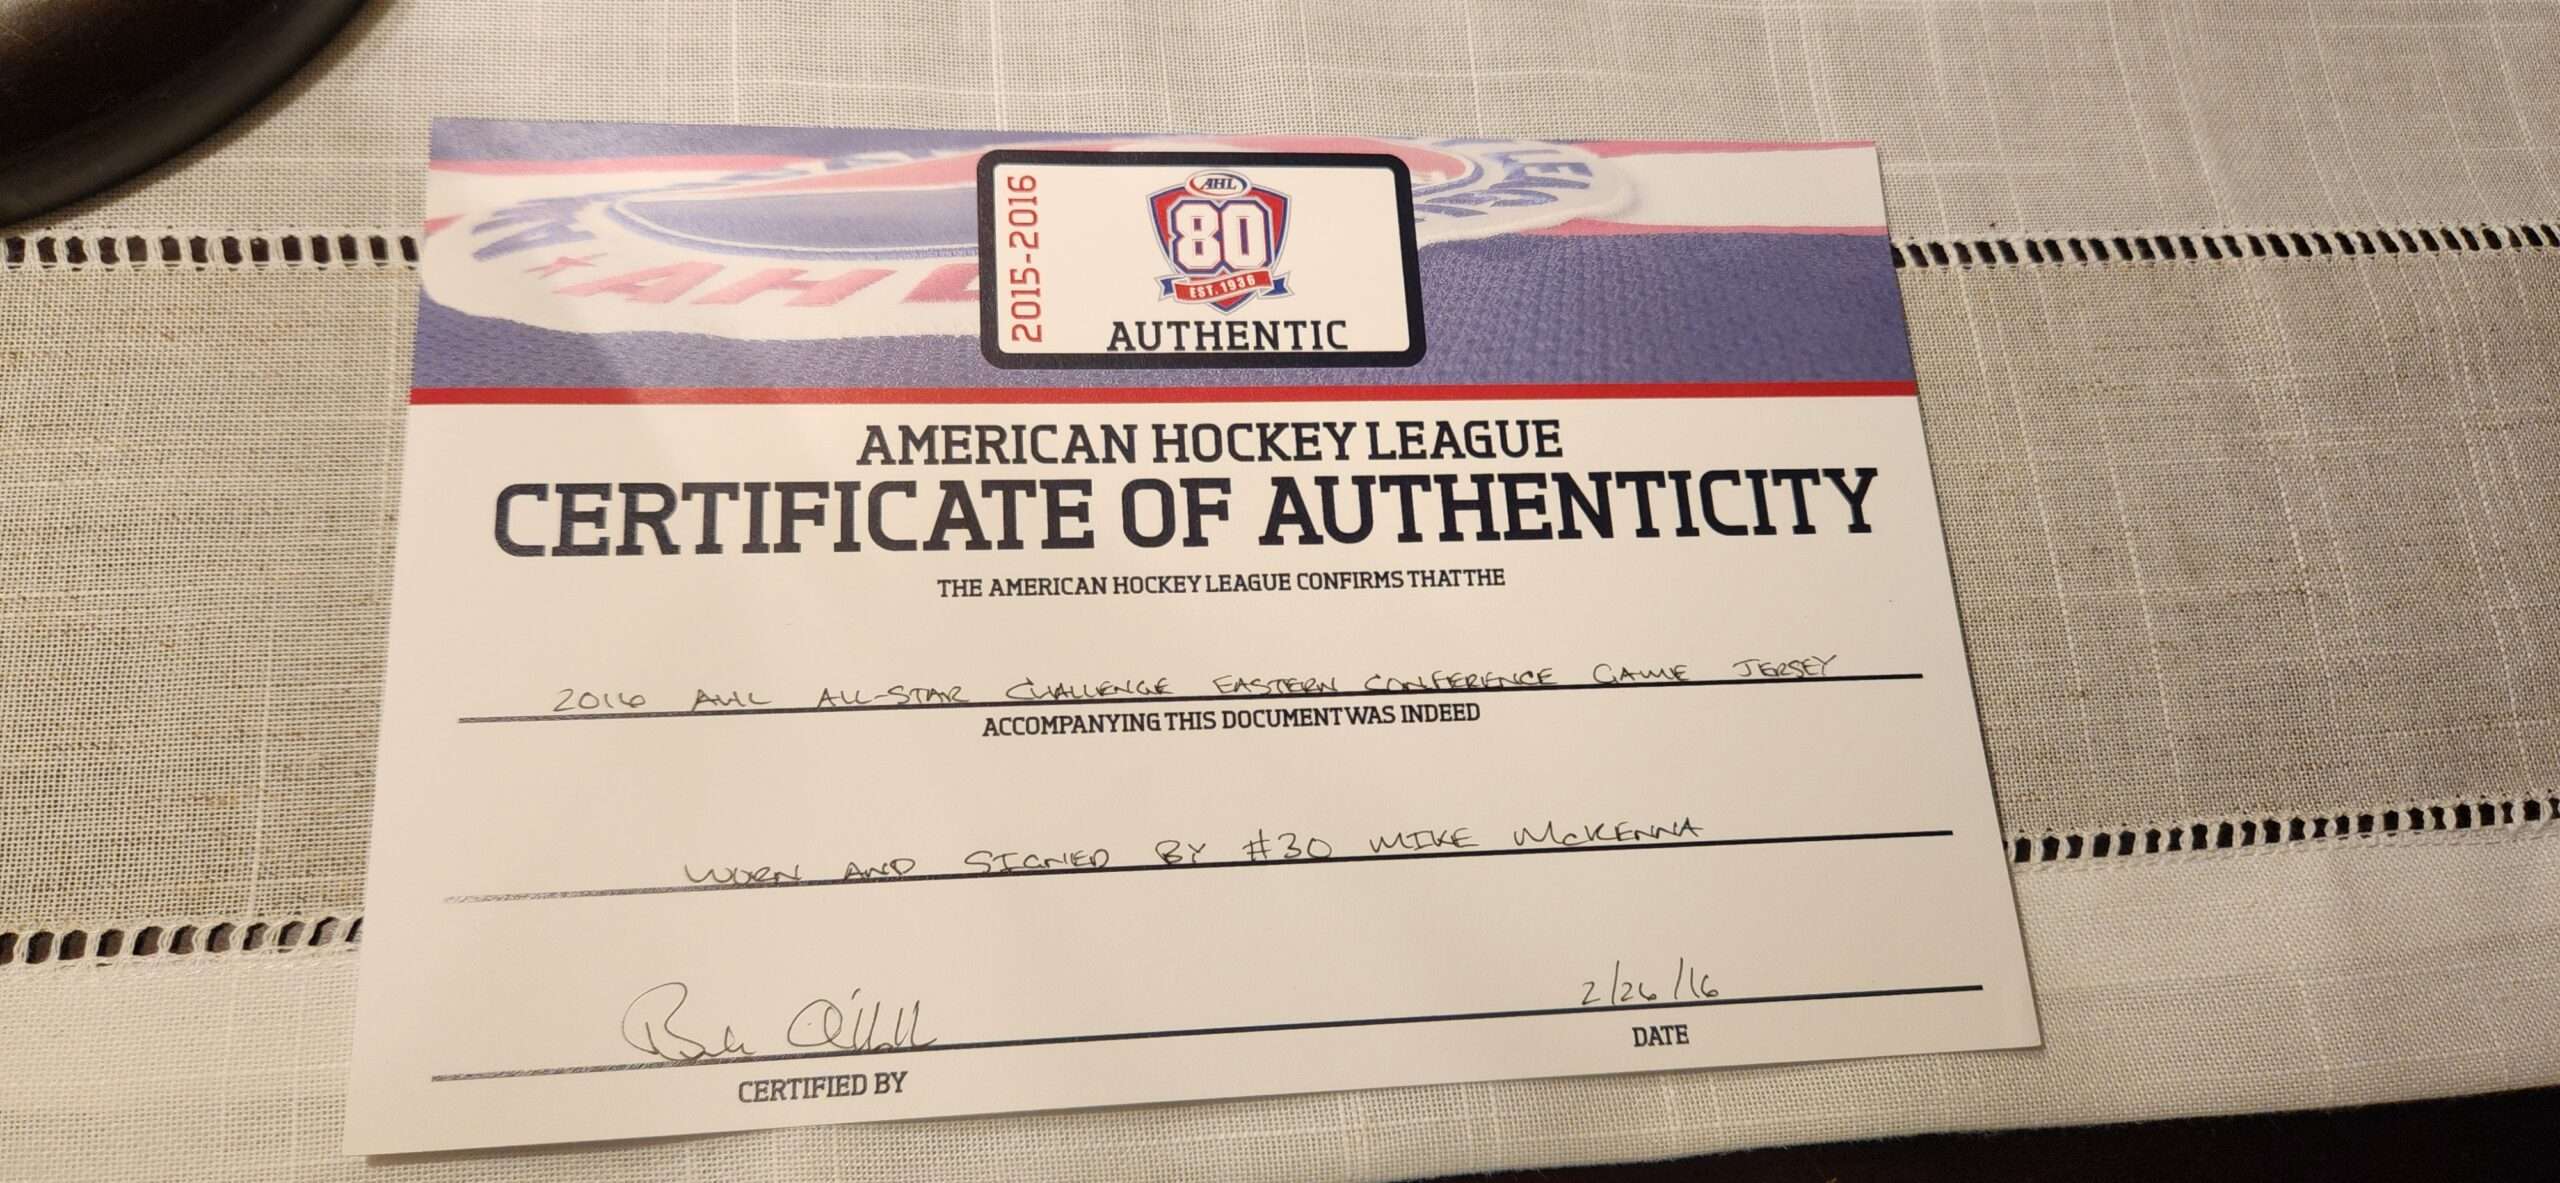 2015-2016
AHL
80
EST. 1936
AUTHENTIC
AHL
AMERICAN HOCKEY LEAGUE
CERTIFICATE OF AUTHENTICITY
THE AMERICAN HOCKEY LEAGUE CONFIRMS THAT THE
2016 AHL ALL-STAR CHALLENGE EASTERN CONFERENCE GAME JERSEY
ACCOMPANYING THIS DOCUMENT WAS INDEED
WORN AND SIGNED BY #30 MIKE McKENNA
2/26/16
CERTIFIED BY
DATE